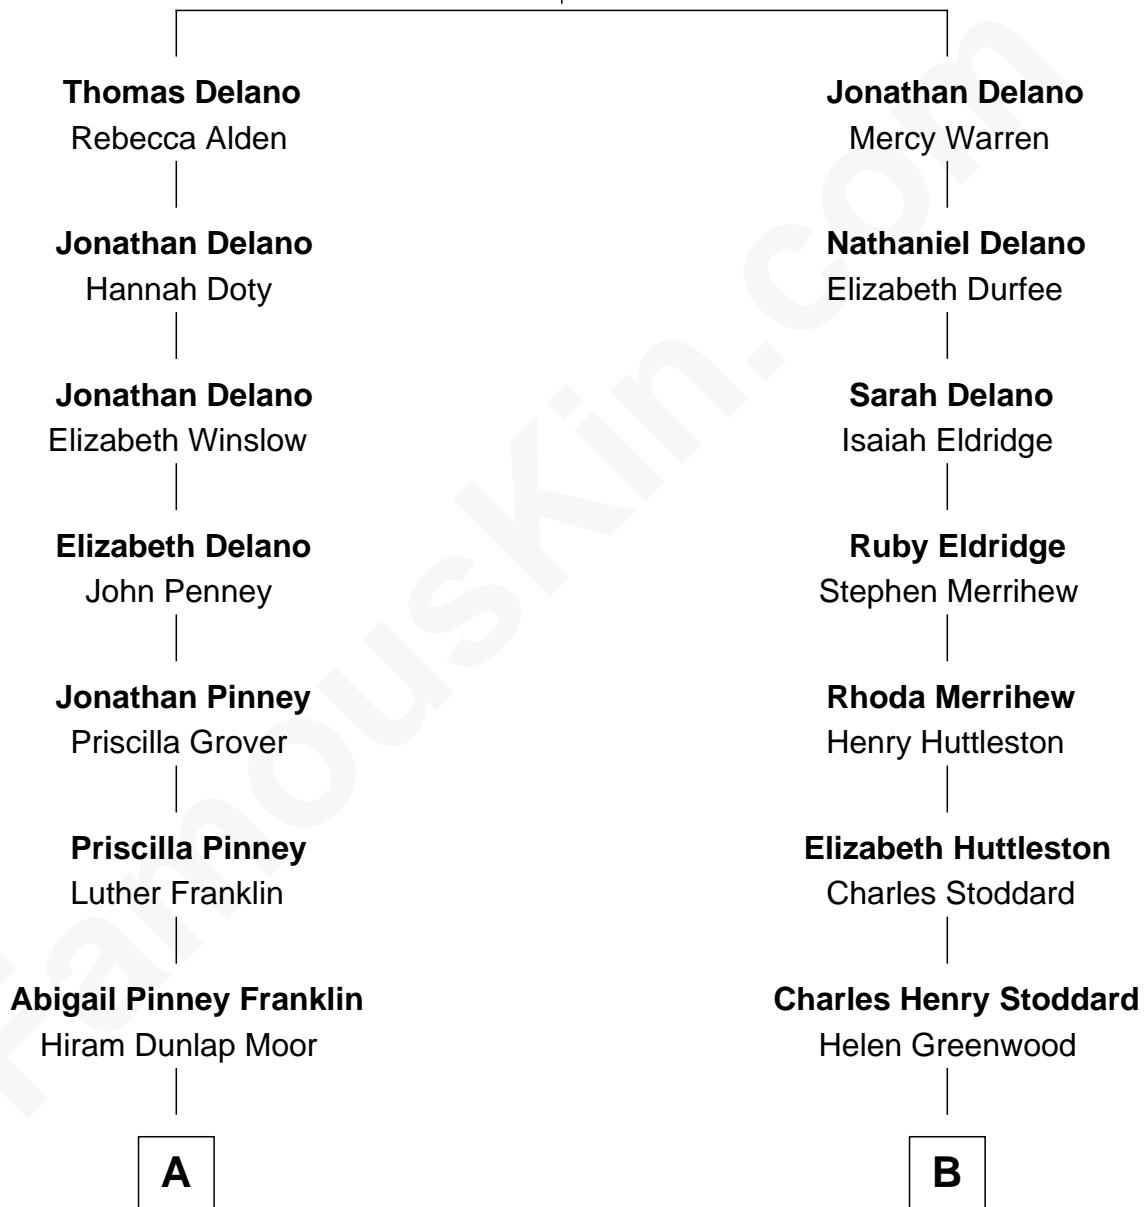 Thomas Delano
Rebecca Alden
Jonathan Delano
Hannah Doty
Jonathan Delano
Elizabeth Winslow
Elizabeth Delano
John Penney
Jonathan Pinney
Priscilla Grover
Priscilla Pinney
Luther Franklin
Abigail Pinney Franklin
Hiram Dunlap Moor
A
Jonathan Delano
Mercy Warren
Nathaniel Delano
Elizabeth Durfee
Sarah Delano
Isaiah Eldridge
Ruby Eldridge
Stephen Merrihew
Rhoda Merrihew
Henry Huttleston
Elizabeth Huttleston
Charles Stoddard
Charles Henry Stoddard
Helen Greenwood
B
FamousKin.com